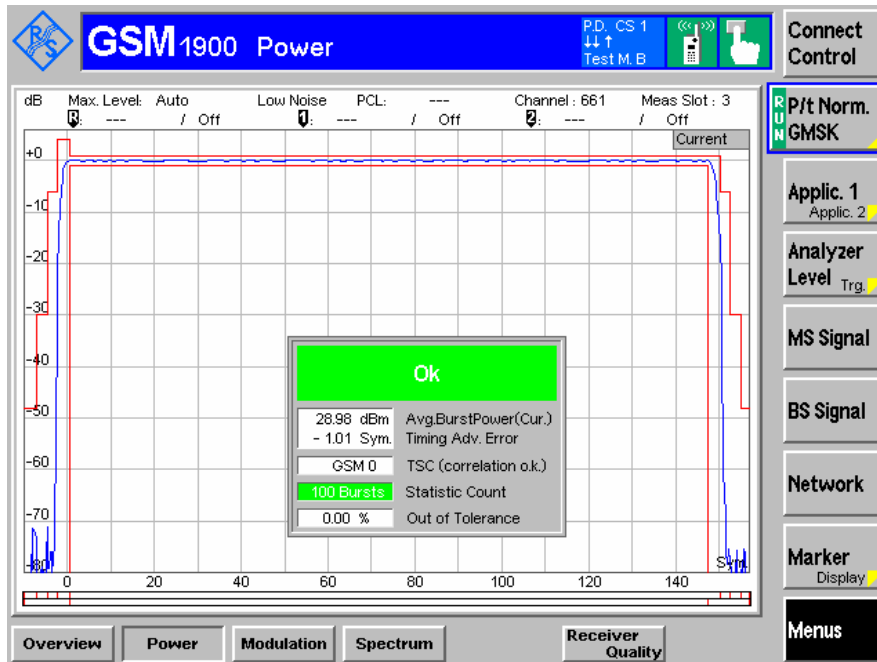 R&S
GSM 1900 Power
P.D. CS 1
Test M. B
Connect
Control
dB Max. Level: Auto Low Noise PCL: --- Channel : 661 Meas Slot : 3
R: --- / Off 1: --- / Off 2: --- / Off
Current
+0
-10
-20
-30
-40
-50
-60
-70
-80
Sym.
0 20 40 60 80 100 120 140
Ok
28.98 dBm Avg.BurstPower(Cur.)
- 1.01 Sym. Timing Adv. Error
GSM 0 TSC (correlation o.k.)
100 Bursts Statistic Count
0.00 % Out of Tolerance
RUN
P/t Norm.
GMSK
Applic. 1
Applic. 2
Analyzer
Level Trg.
MS Signal
BS Signal
Network
Marker
Display
Menus
Overview Power Modulation Spectrum Receiver
Quality